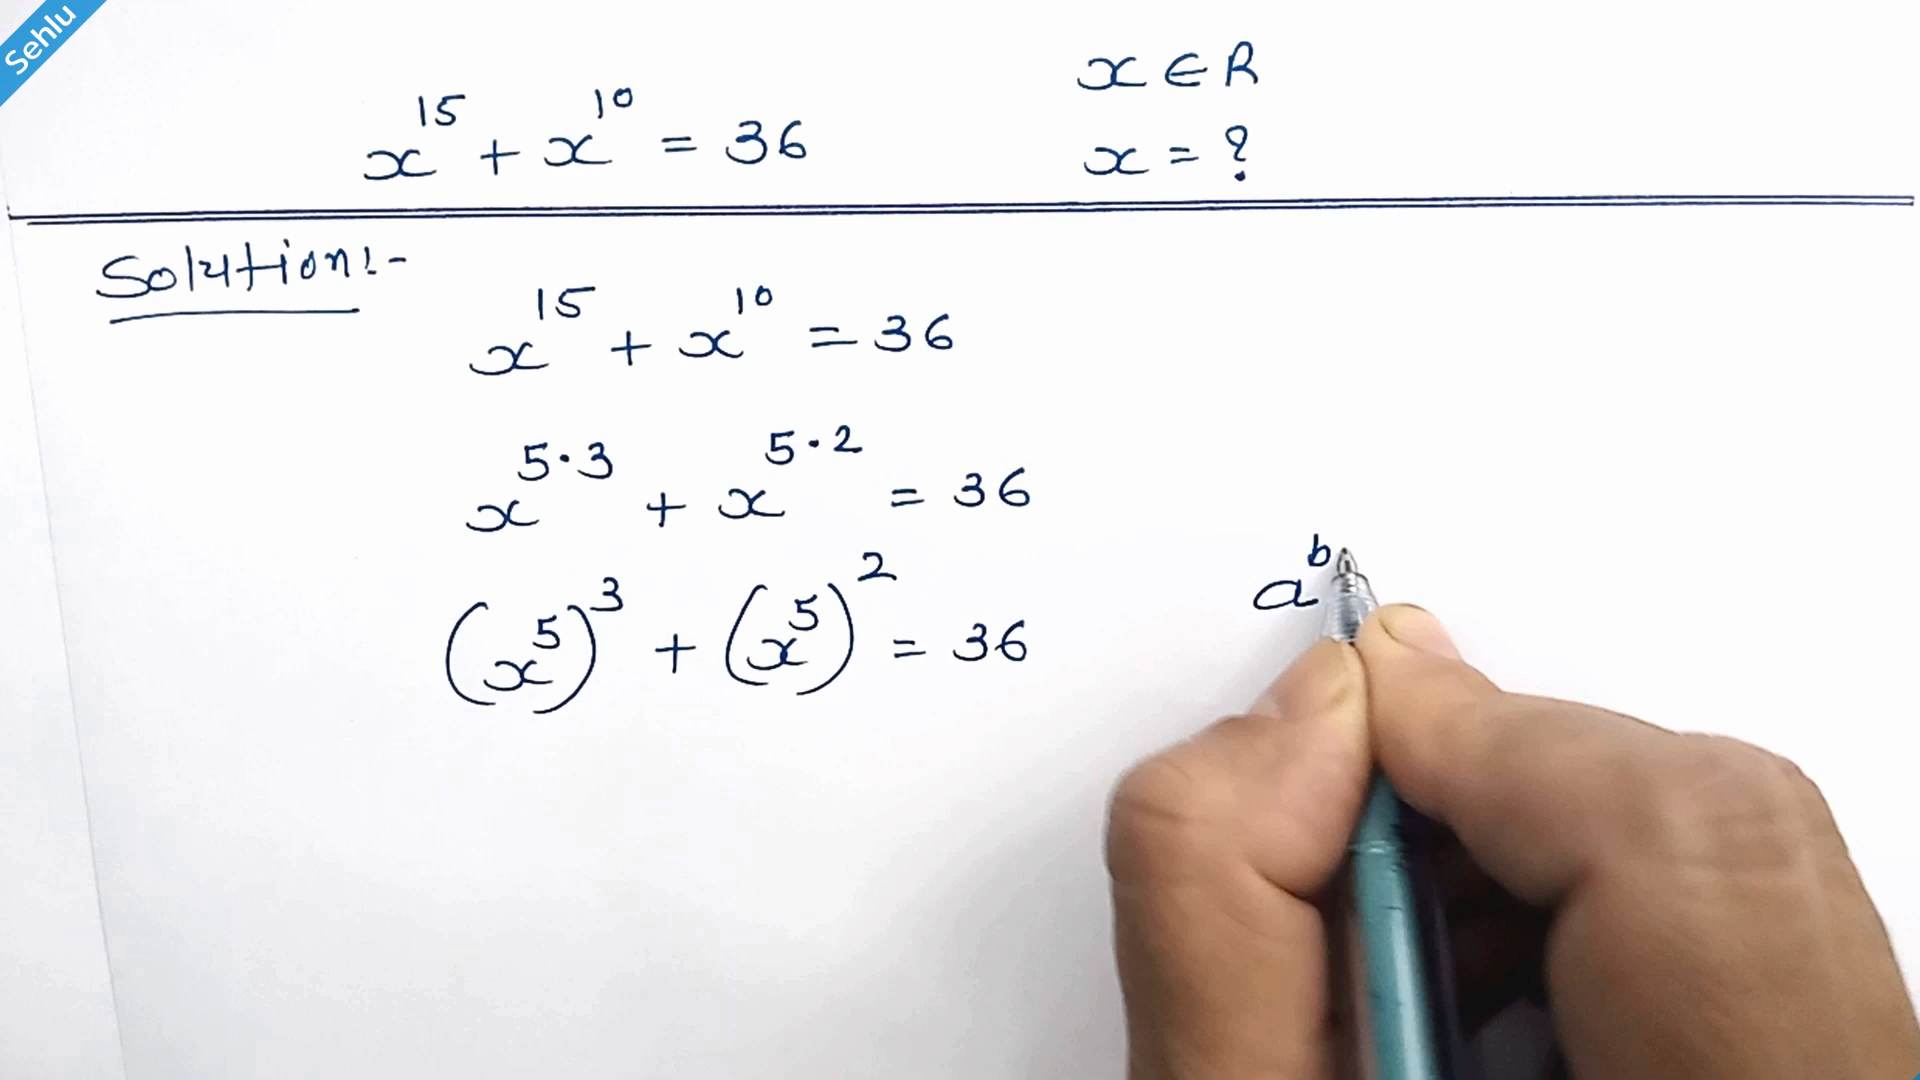 Sehlu
x^15 + x^10 = 36
x ∈ R
x = ?
Solution:-
x^15 + x^10 = 36
x^5·3 + x^5·2 = 36
(x^5)^3 + (x^5)^2 = 36
a^b